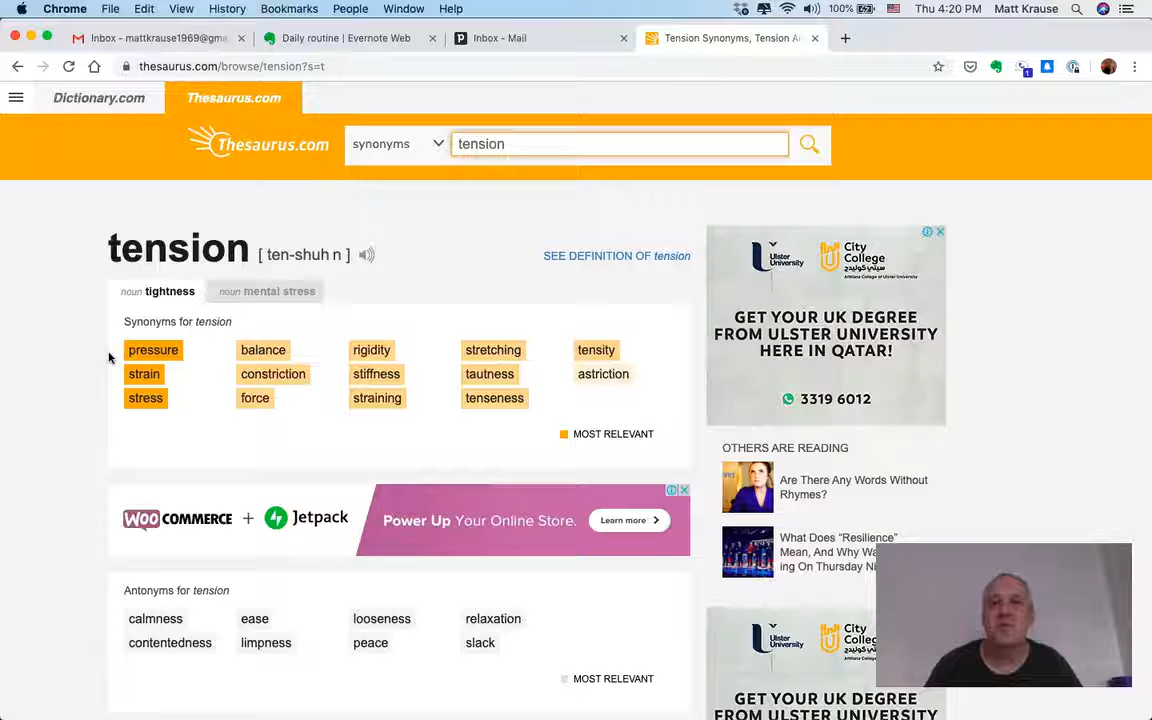 Chrome File Edit View History Bookmarks People Window Help 100% Thu 4:20 PM Matt Krause
Inbox - mattkrause1969@gma
Daily routine | Evernote Web
Inbox - Mail
Tension Synonyms, Tension A
thesaurus.com/browse/tension?s=t
1
Dictionary.com
Thesaurus.com
Thesaurus.com
synonyms
tension
tension [ ten-shuh n ]
SEE DEFINITION OF tension
noun tightness
noun mental stress
Synonyms for tension
pressure balance rigidity stretching tensity
strain constriction stiffness tautness astriction
stress force straining tenseness
MOST RELEVANT
WOO COMMERCE + Jetpack
Power Up Your Online Store.
Learn more
Antonyms for tension
calmness ease looseness relaxation
contentedness limpness peace slack
MOST RELEVANT
Ulster University
City College
سيتي كوليدج
GET YOUR UK DEGREE
FROM ULSTER UNIVERSITY
HERE IN QATAR!
3319 6012
OTHERS ARE READING
Are There Any Words Without
Rhymes?
What Does "Resilience"
Mean, And Why Wa
ing On Thursday Ni
Ulster University
City
GET YOUR UK DEGREE
FROM ULSTER UNIVERSITY